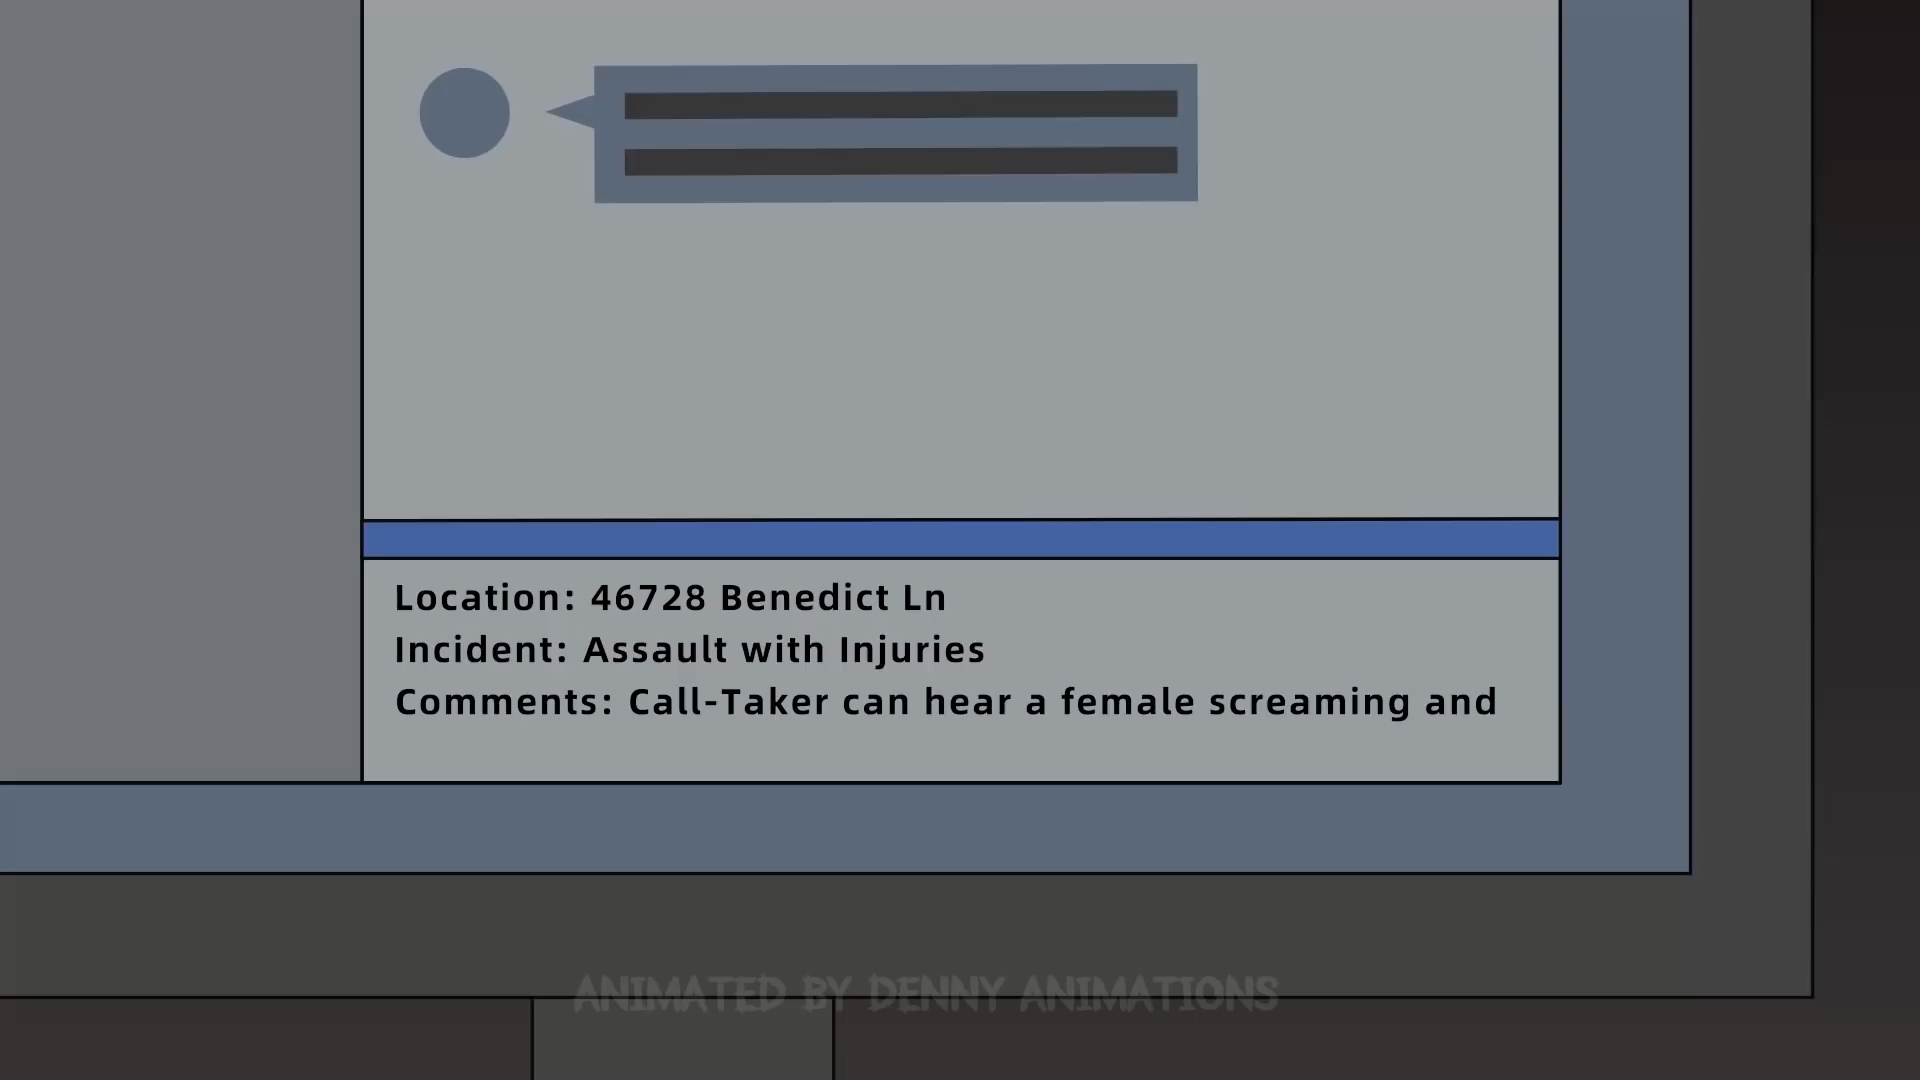 Location: 46728 Benedict Ln
Incident: Assault with Injuries
Comments: Call-Taker can hear a female screaming and
ANIMATED BY DENNY ANIMATIONS